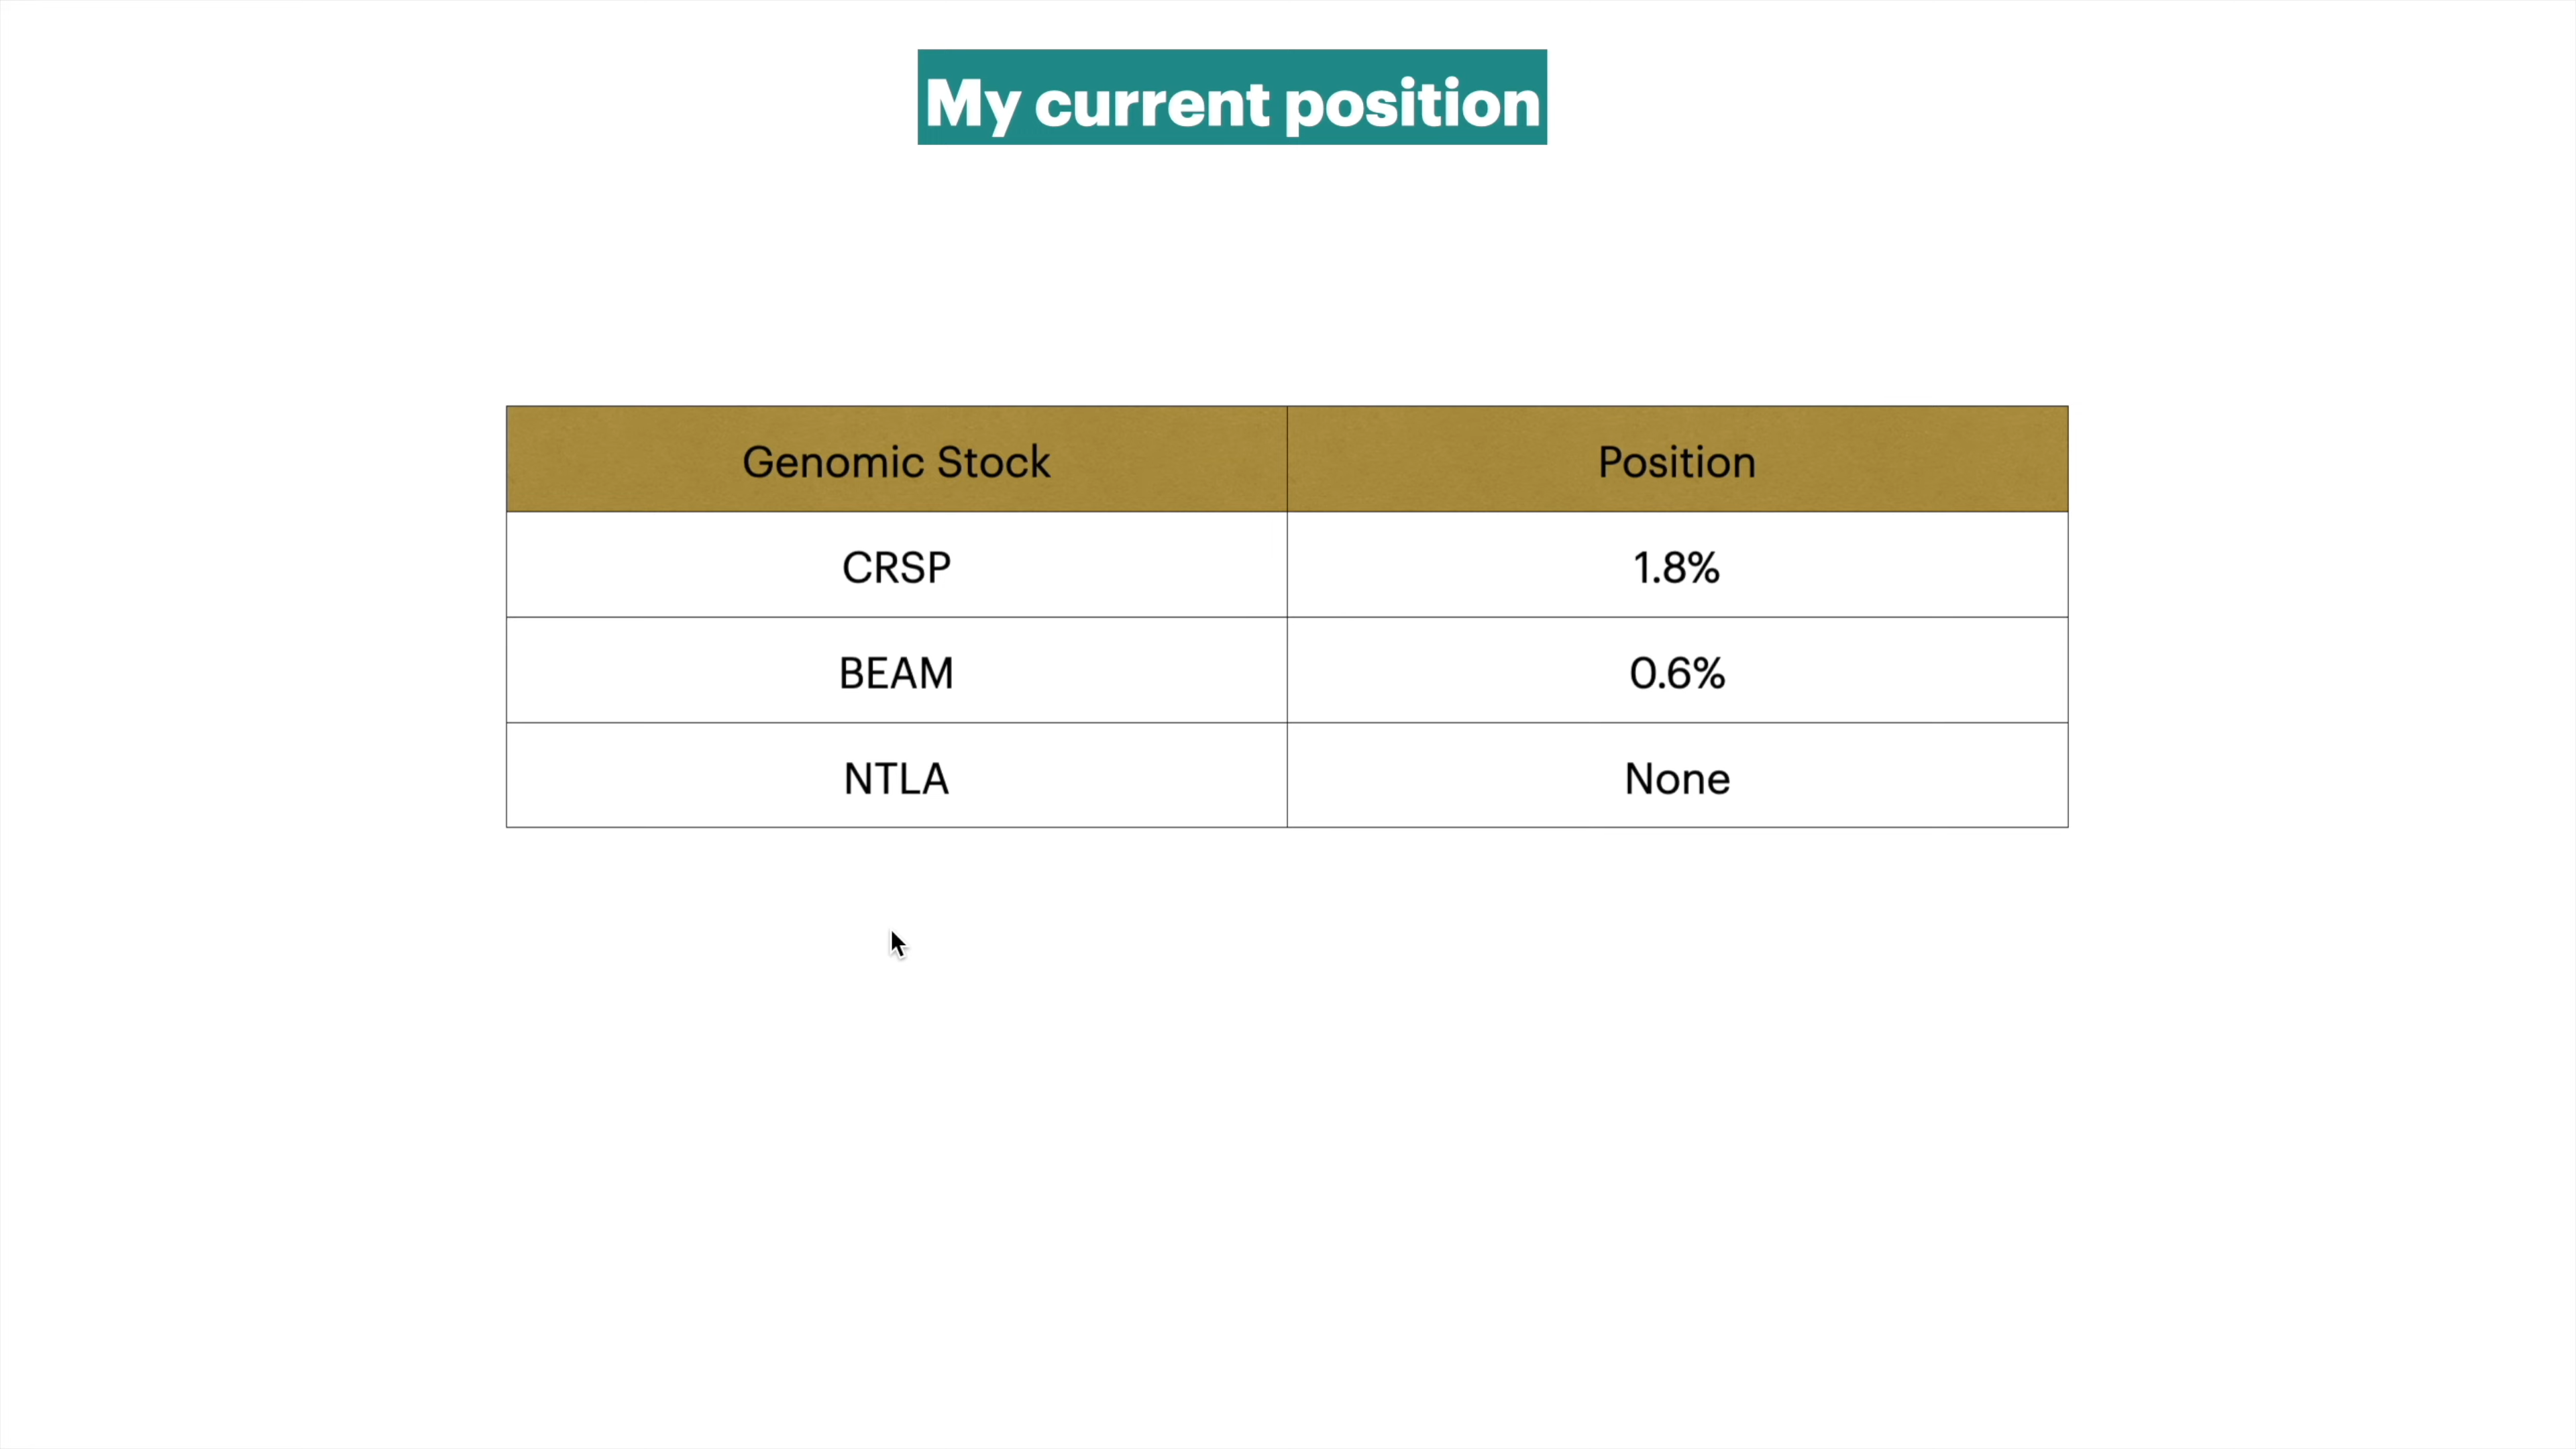 My current position
Genomic Stock Position
CRSP 1.8%
BEAM 0.6%
NTLA None